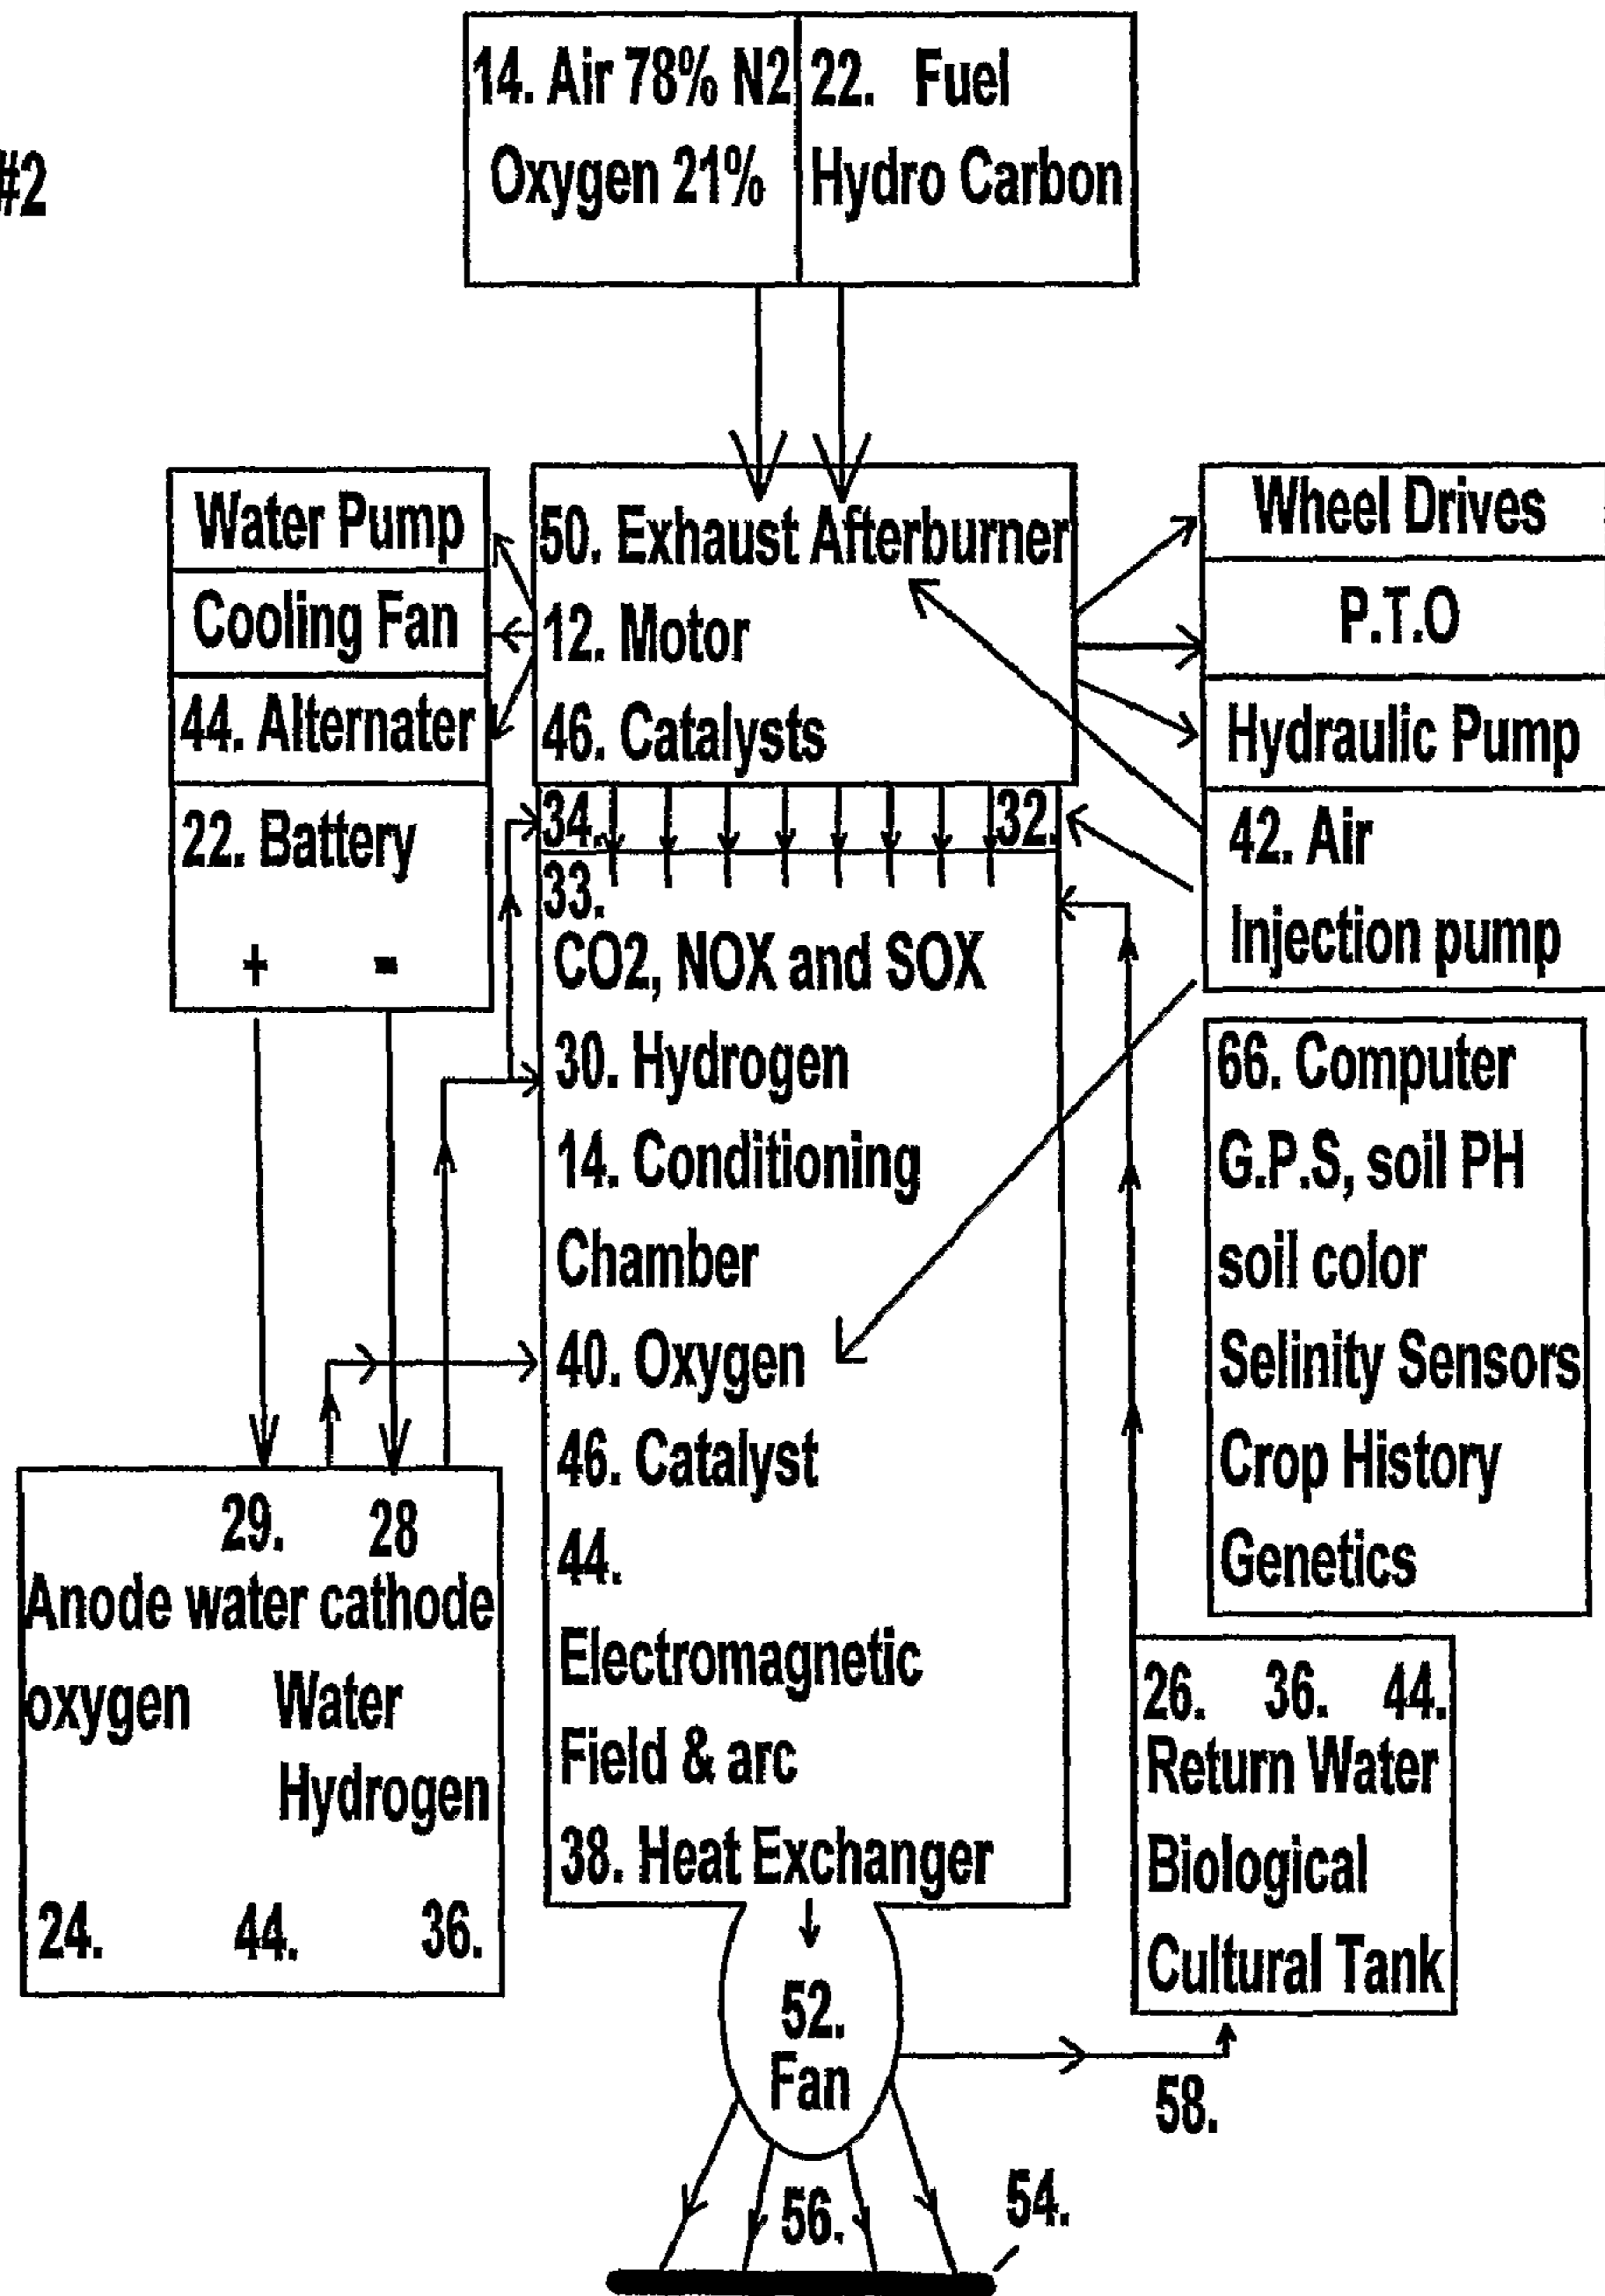 #2
14. Air 78% N2
Oxygen 21%
22. Fuel
Hydro Carbon
Water Pump
Cooling Fan
44. Alternater
22. Battery
+ -
50. Exhaust Afterburner
12. Motor
46. Catalysts
Wheel Drives
P.T.O
Hydraulic Pump
42. Air
Injection pump
34. 32.
33.
CO2, NOX and SOX
30. Hydrogen
14. Conditioning
Chamber
40. Oxygen
46. Catalyst
44.
Electromagnetic
Field & arc
38. Heat Exchanger
66. Computer
G.P.S, soil PH
soil color
Selinity Sensors
Crop History
Genetics
29. 28
Anode water cathode
oxygen Water
Hydrogen
24. 44. 36.
26. 36. 44.
Return Water
Biological
Cultural Tank
52.
Fan
58.
56.
54.